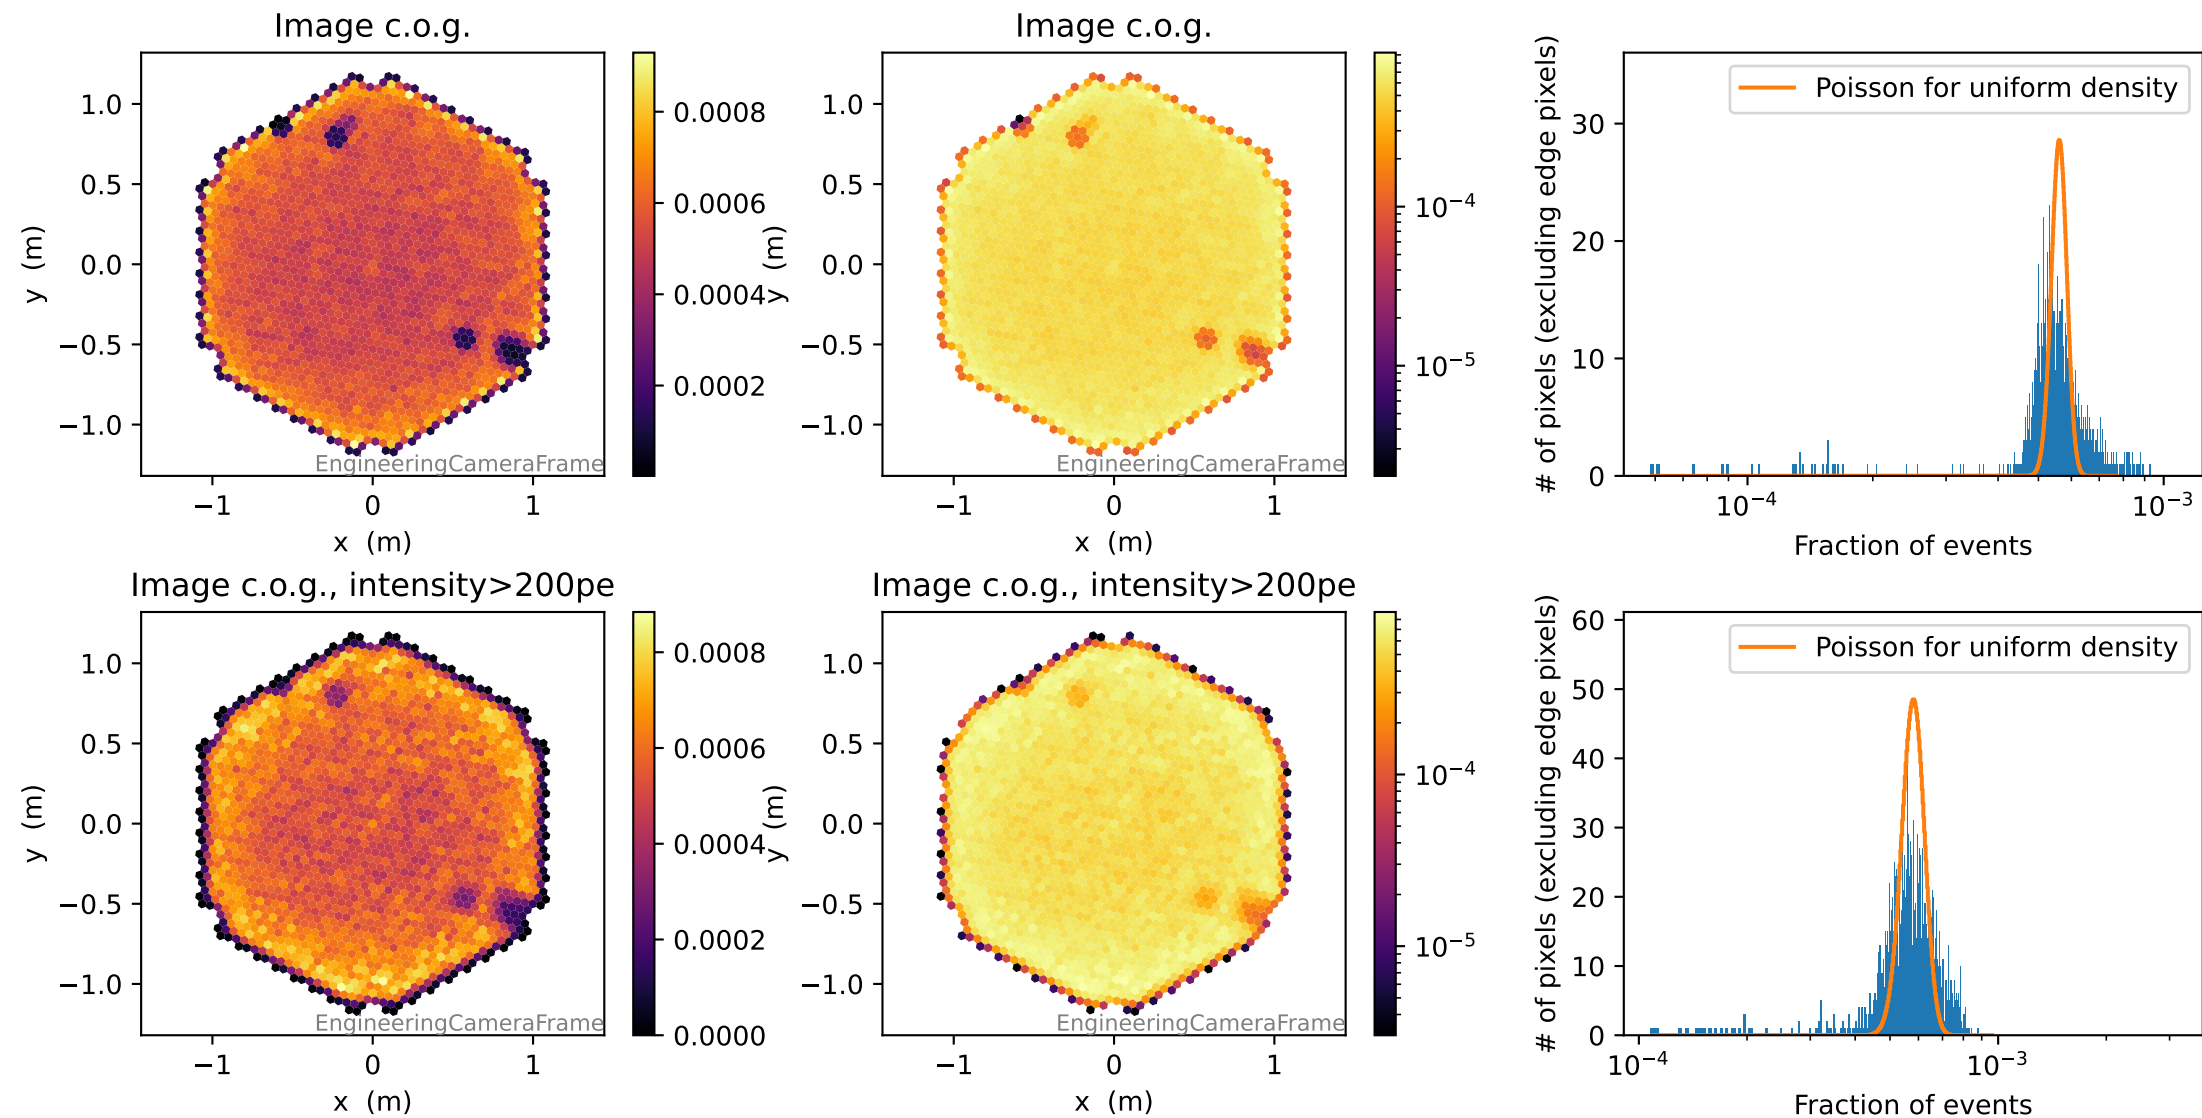 Image c.o.g.
1.0
0.5
0.0
−0.5
−1.0
y (m)
−1
0
1
x (m)
EngineeringCameraFrame
0.0008
0.0006
0.0004
0.0002
Image c.o.g.
1.0
0.5
0.0
−0.5
−1.0
y (m)
−1
0
1
x (m)
EngineeringCameraFrame
10⁻⁴
10⁻⁵
# of pixels (excluding edge pixels)
30
20
10
0
Poisson for uniform density
10⁻⁴
10⁻³
Fraction of events
Image c.o.g., intensity>200pe
1.0
0.5
0.0
−0.5
−1.0
y (m)
−1
0
1
x (m)
EngineeringCameraFrame
0.0008
0.0006
0.0004
0.0002
0.0000
Image c.o.g., intensity>200pe
1.0
0.5
0.0
−0.5
−1.0
y (m)
−1
0
1
x (m)
EngineeringCameraFrame
10⁻⁴
10⁻⁵
# of pixels (excluding edge pixels)
60
50
40
30
20
10
0
Poisson for uniform density
10⁻⁴
10⁻³
Fraction of events